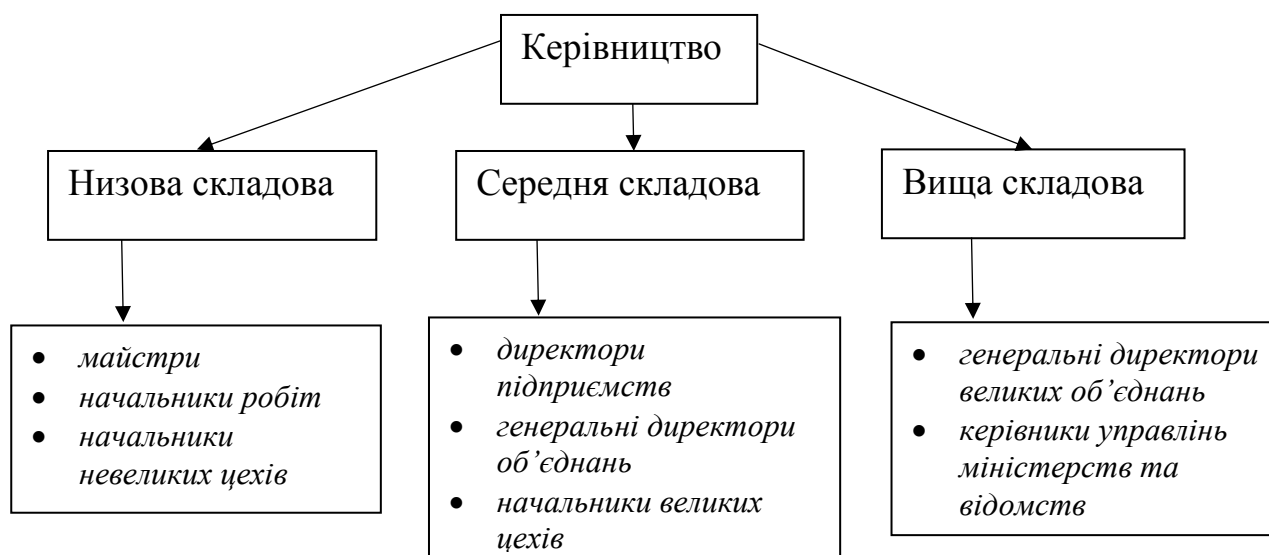 Керівництво
Низова складова
Середня складова
Вища складова
• майстри
• начальники робіт
• начальники
невеликих цехів
• директори
підприємств
• генеральні директори
об’єднань
• начальники великих
цехів
• генеральні директори
великих об’єднань
• керівники управлінь
міністерств та
відомств